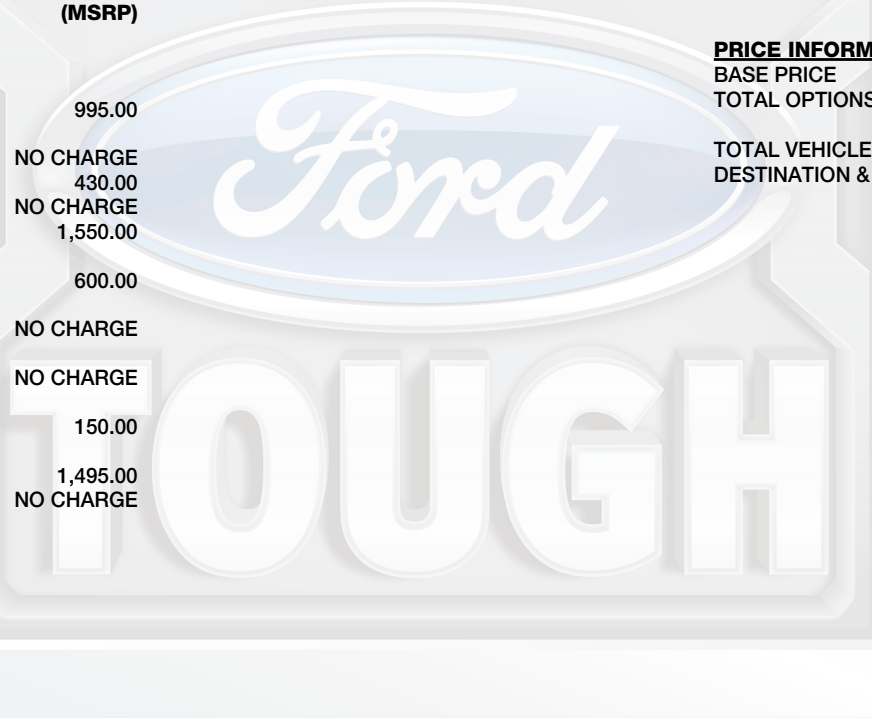 (MSRP)
995.00
NO CHARGE
430.00
NO CHARGE
1,550.00
600.00
NO CHARGE
NO CHARGE
150.00
1,495.00
NO CHARGE
PRICE INFORM
BASE PRICE
TOTAL OPTIONS
TOTAL VEHICLE
DESTINATION &
Ford
TOUGH